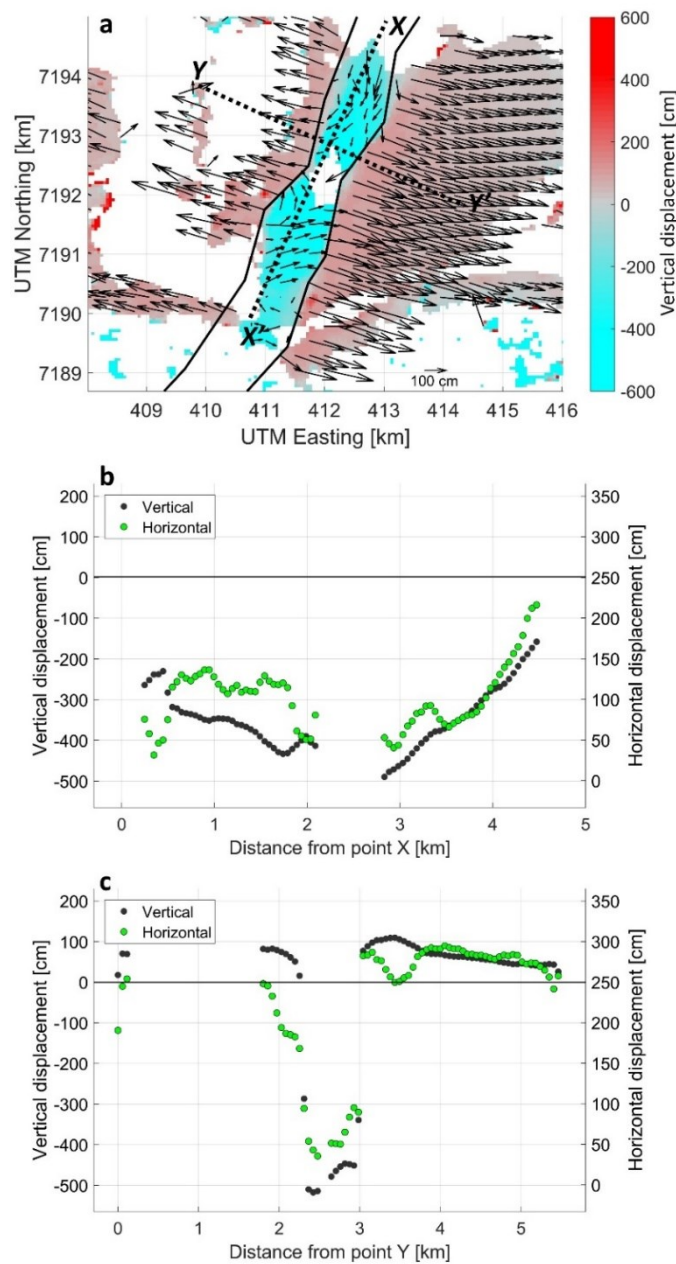 a
X
Y
Y'
X'
100 cm
7194
7193
7192
7191
7190
7189
UTM Northing [km]
409 410 411 412 413 414 415 416
UTM Easting [km]
600
400
200
0
-200
-400
-600
Vertical displacement [cm]
b
Vertical
Horizontal
200
100
0
-100
-200
-300
-400
-500
Vertical displacement [cm]
350
300
250
200
150
100
50
0
Horizontal displacement [cm]
0 1 2 3 4 5
Distance from point X [km]
c
Vertical
Horizontal
200
100
0
-100
-200
-300
-400
-500
Vertical displacement [cm]
350
300
250
200
150
100
50
0
Horizontal displacement [cm]
0 1 2 3 4 5
Distance from point Y [km]